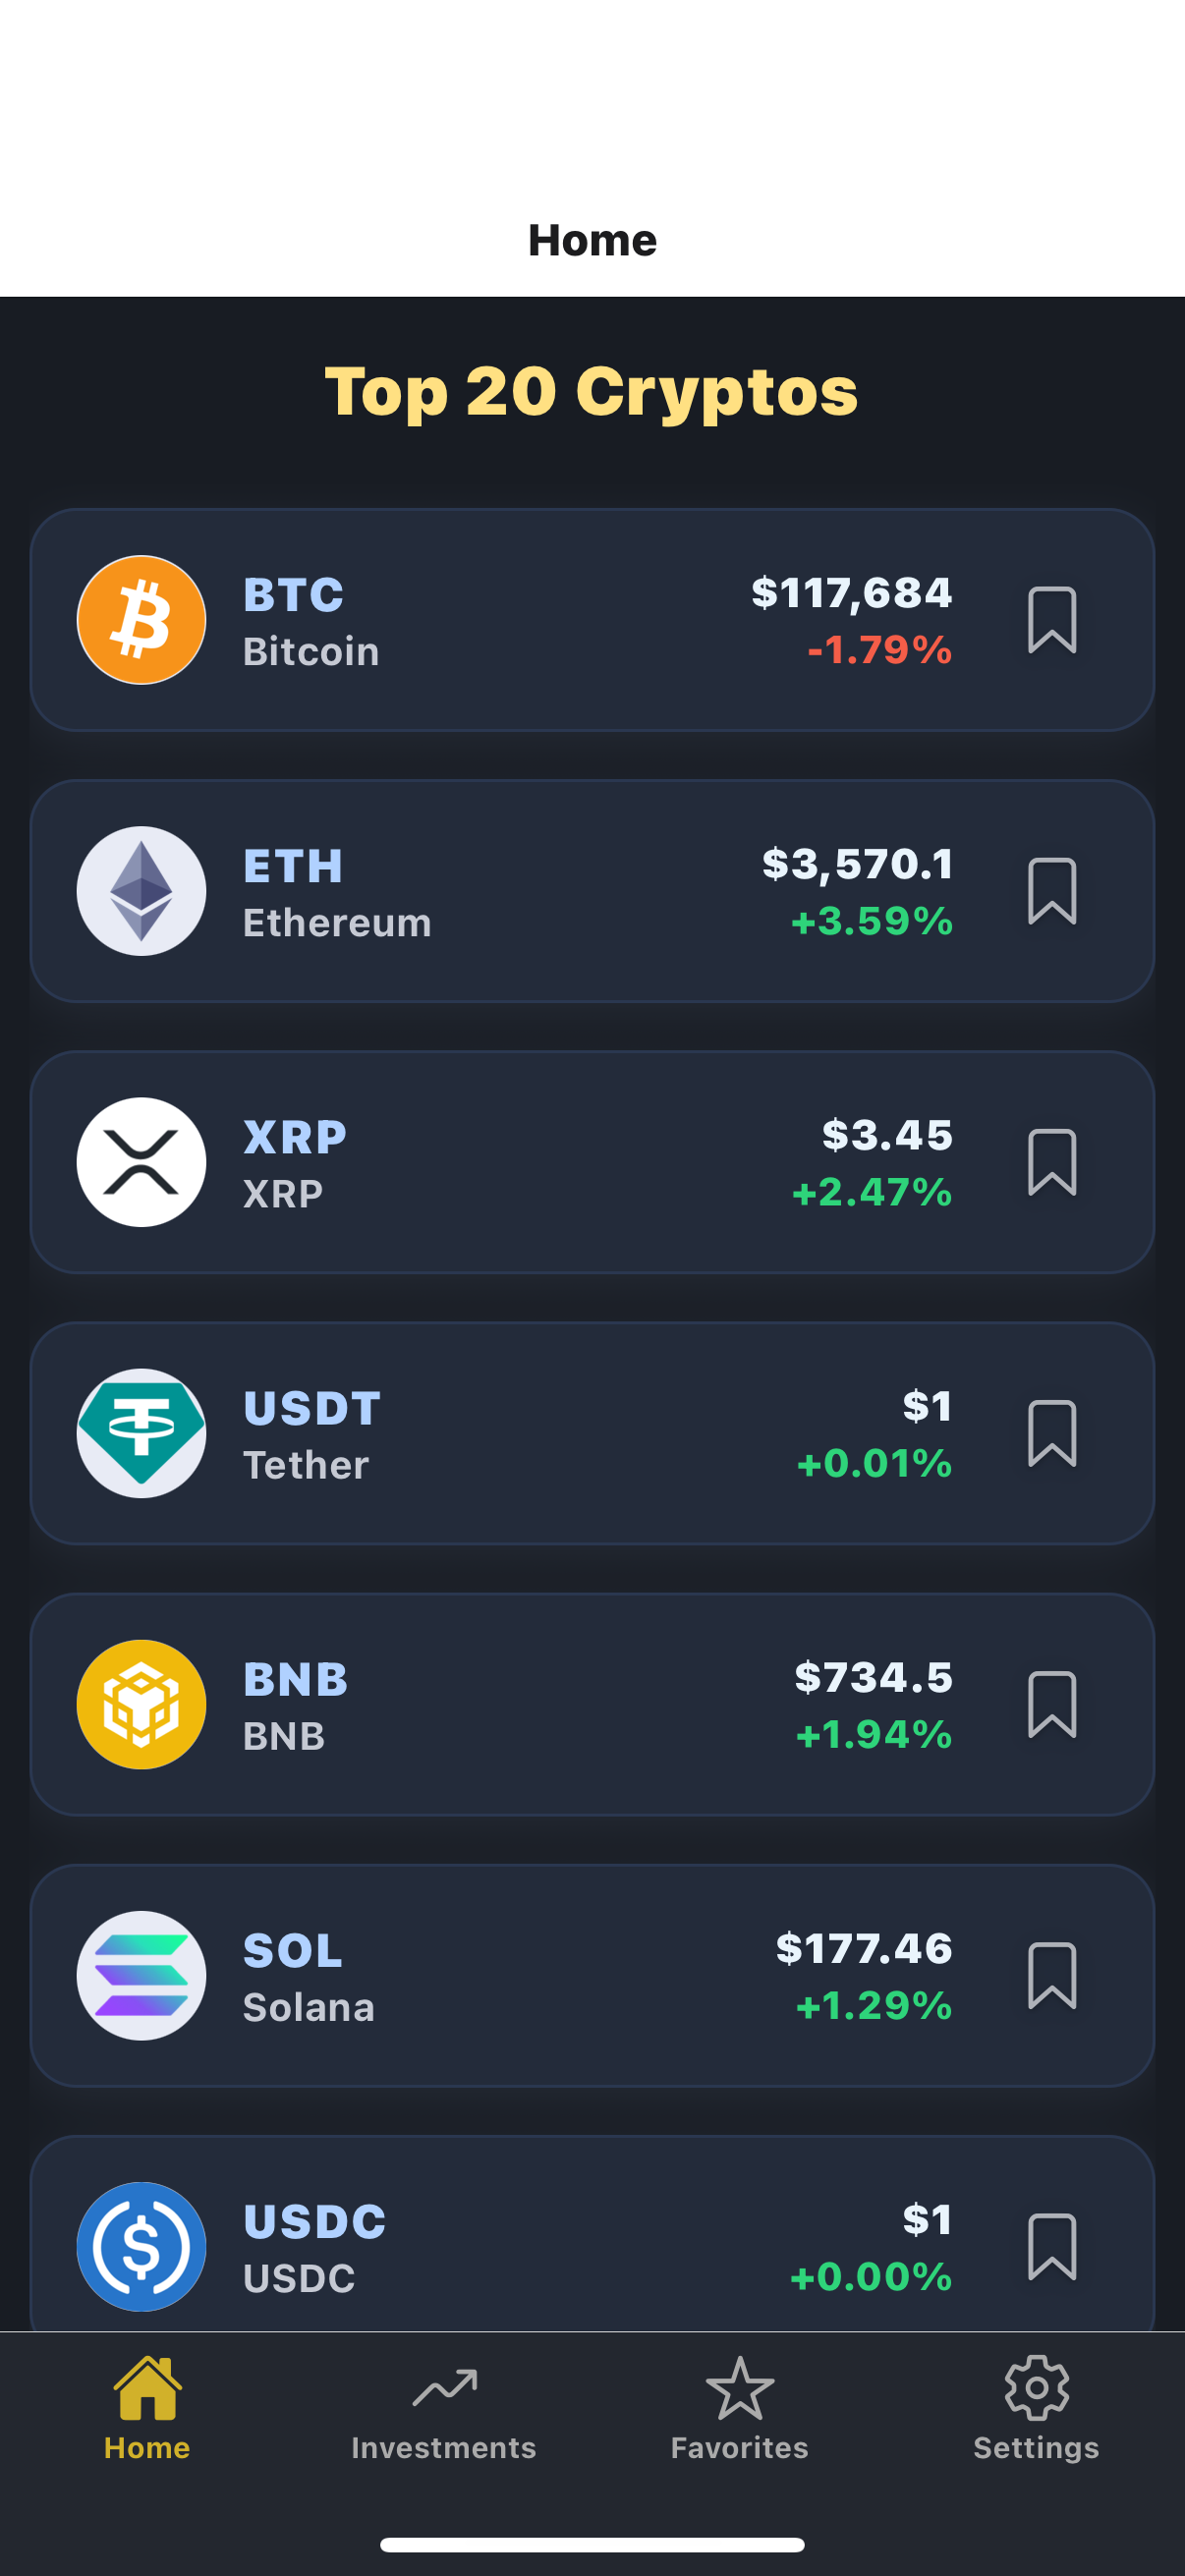 Home
Top 20 Cryptos
BTC
$117,684
Bitcoin
-1.79%
ETH
$3,570.1
Ethereum
+3.59%
XRP
$3.45
XRP
+2.47%
USDT
$1
Tether
+0.01%
BNB
$734.5
BNB
+1.94%
SOL
$177.46
Solana
+1.29%
USDC
$1
USDC
+0.00%
Home
Investments
Favorites
Settings